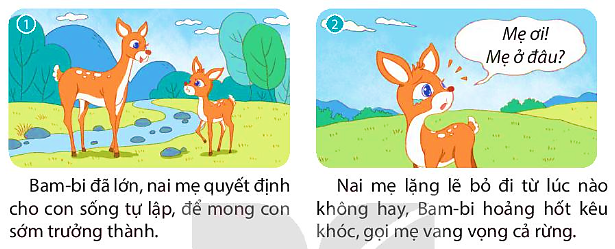 1
2
Mẹ ơi!
Mẹ ở đâu?
Bam-bi đã lớn, nai mẹ quyết định
cho con sống tự lập, để mong con
sớm trưởng thành.
Nai mẹ lặng lẽ bỏ đi từ lúc nào
không hay, Bam-bi hoảng hốt kêu
khóc, gọi mẹ vang vọng cả rừng.